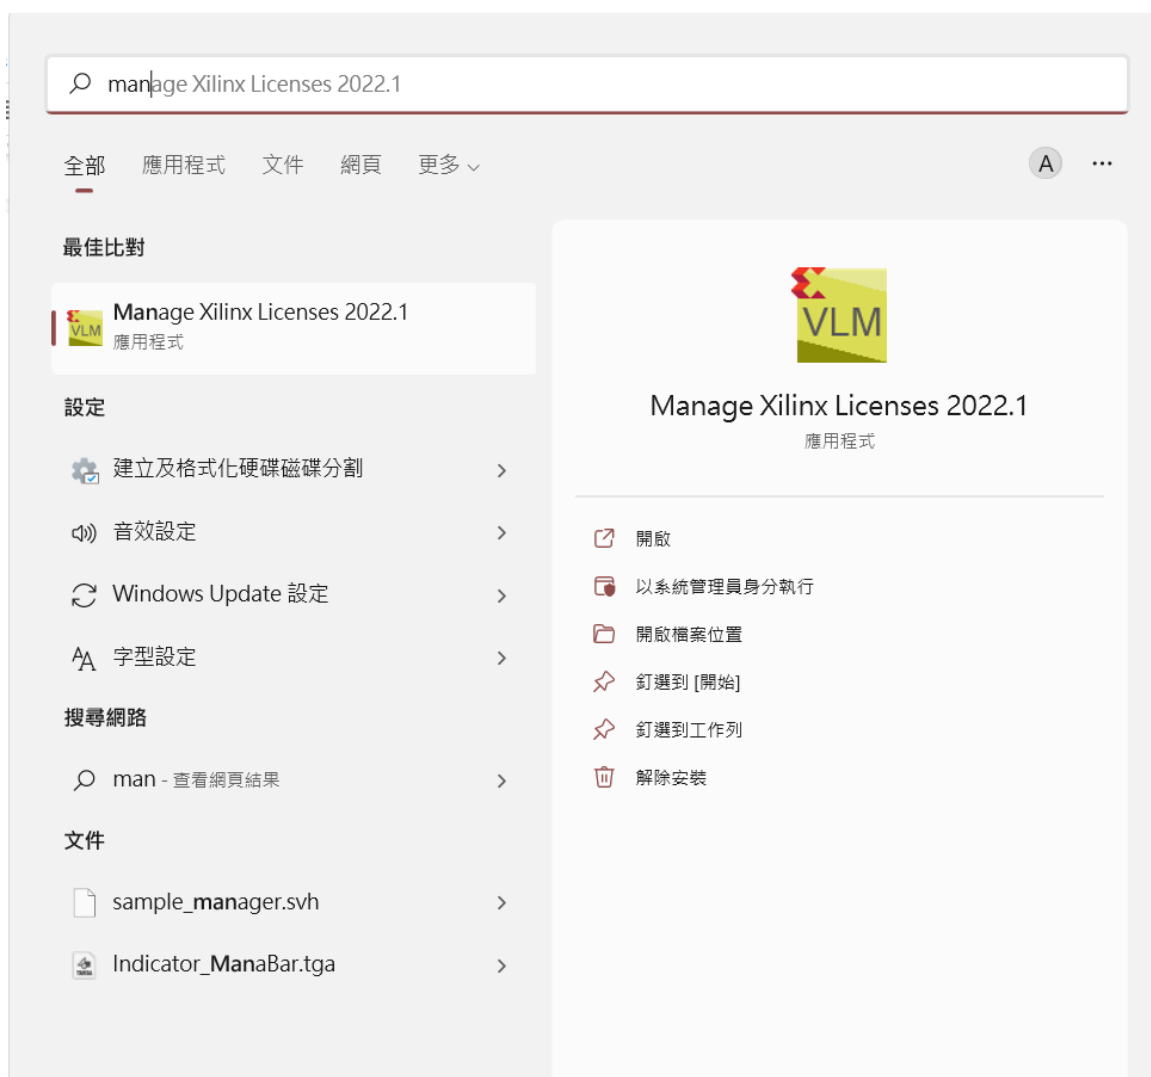 manage Xilinx Licenses 2022.1
全部 應用程式 文件 網頁 更多
A
最佳比對
VLM
Manage Xilinx Licenses 2022.1
應用程式
設定
建立及格式化硬碟磁碟分割
音效設定
Windows Update 設定
字型設定
搜尋網路
man - 查看網頁結果
文件
sample_manager.svh
Indicator_ManaBar.tga
VLM
Manage Xilinx Licenses 2022.1
應用程式
開啟
以系統管理員身分執行
開啟檔案位置
釘選到 [開始]
釘選到工作列
解除安裝